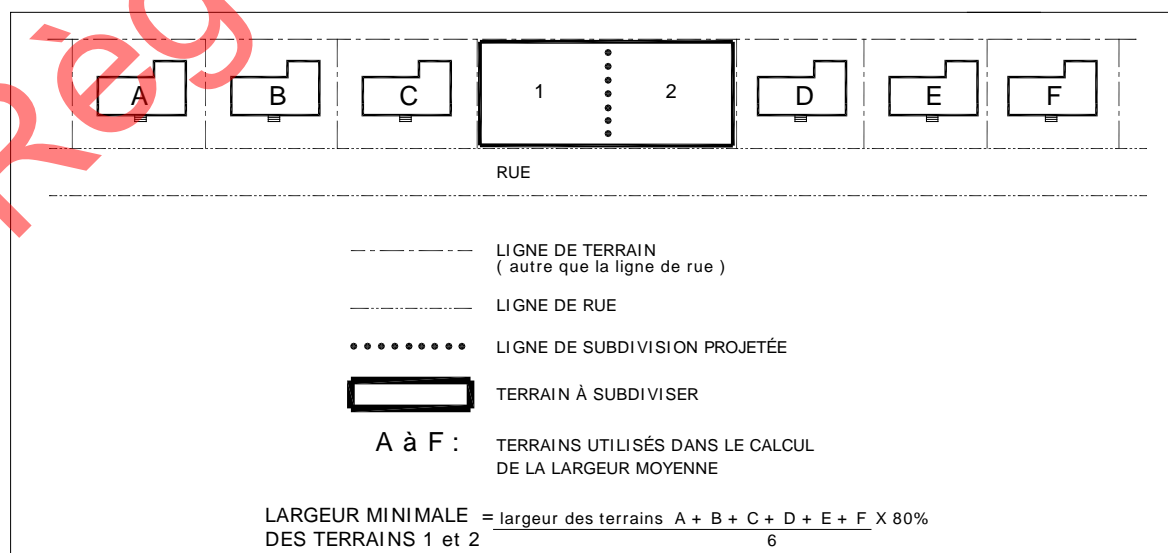 Règ
A B C 1 2 D E F
RUE
LIGNE DE TERRAIN
( autre que la ligne de rue )
LIGNE DE RUE
LIGNE DE SUBDIVISION PROJETÉE
TERRAIN À SUBDIVISER
A à F : TERRAINS UTILISÉS DANS LE CALCUL
DE LA LARGEUR MOYENNE
LARGEUR MINIMALE = largeur des terrains A + B + C + D + E + F X 80%
DES TERRAINS 1 et 2 6